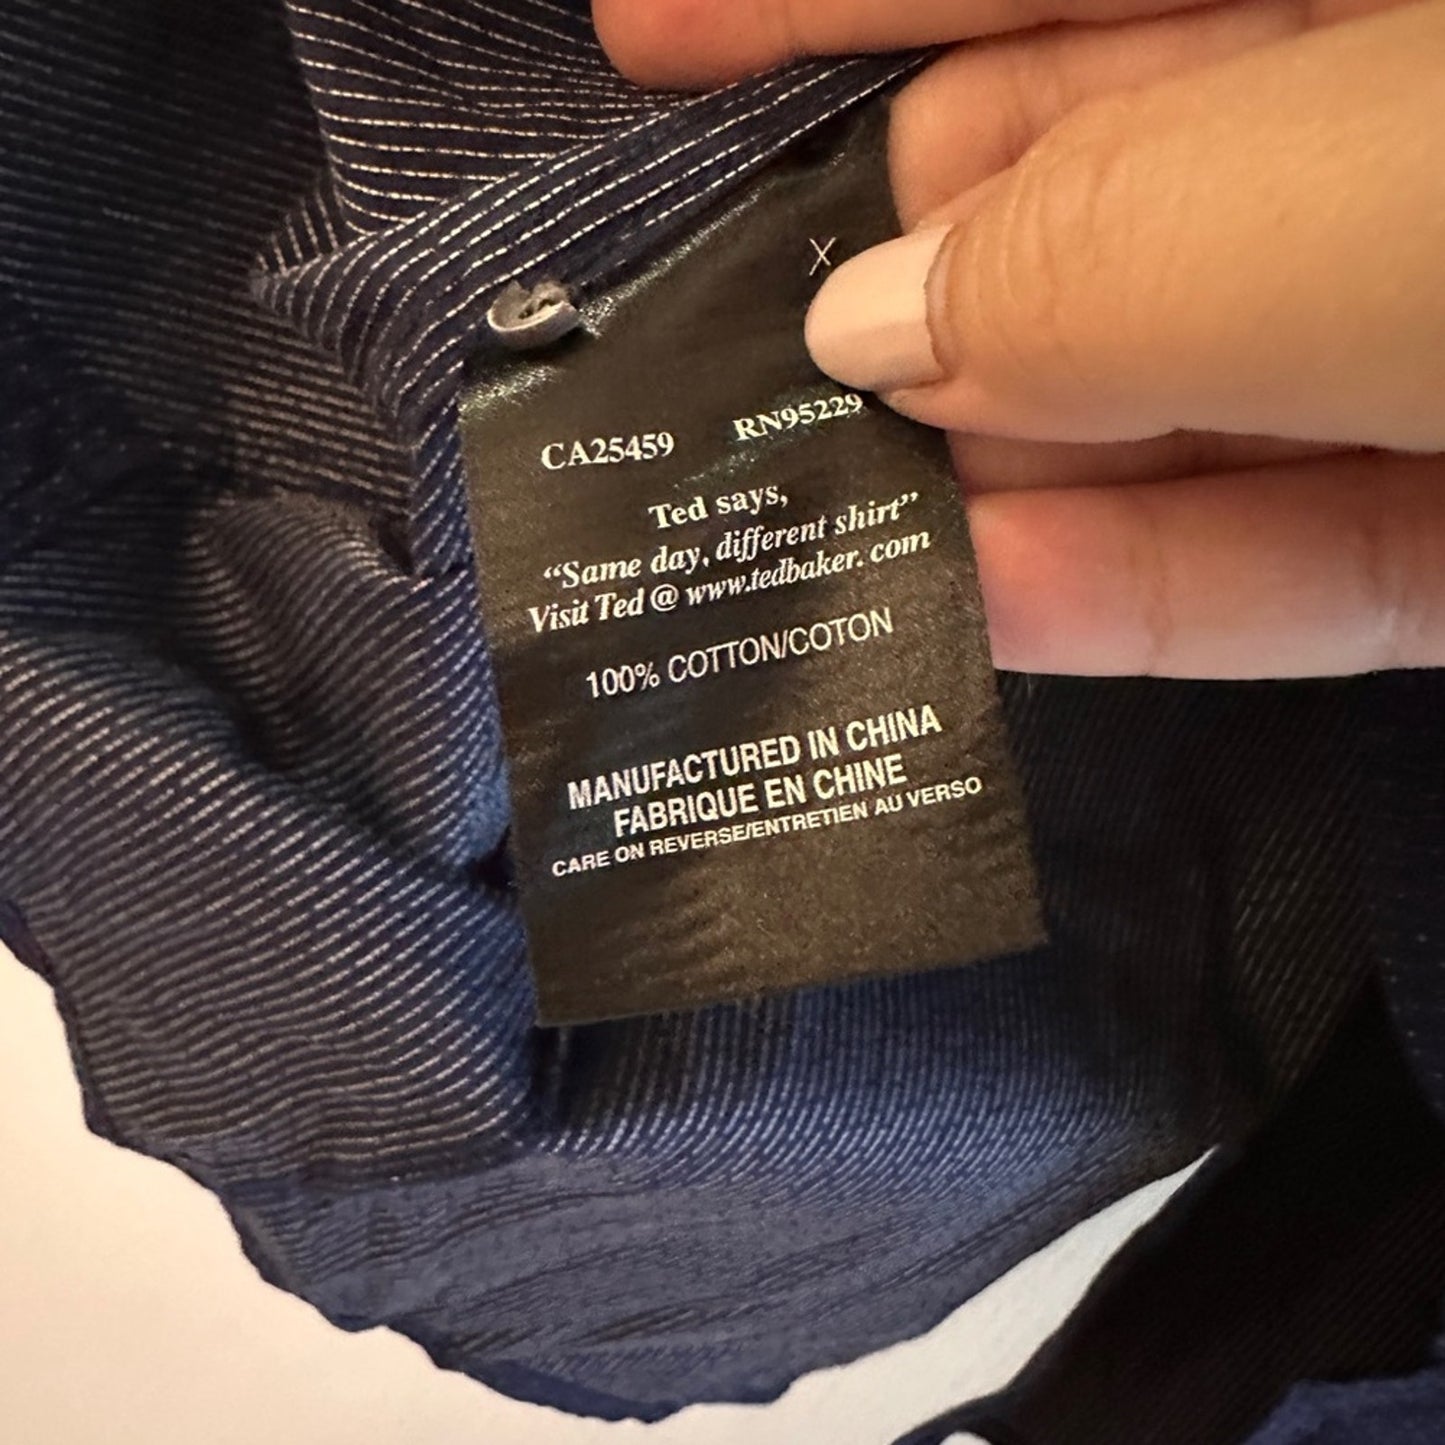 X
CA25459 RN95229
Ted says,
“Same day, different shirt”
Visit Ted @ www.tedbaker. com
100% COTTON/COTON
MANUFACTURED IN CHINA
FABRIQUE EN CHINE
CARE ON REVERSE/ENTRETIEN AU VERSO